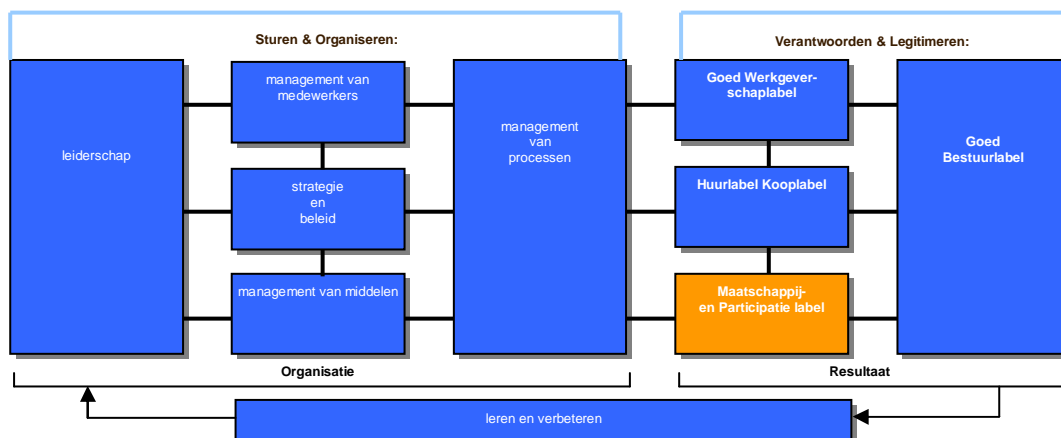 Sturen & Organiseren:
Verantwoorden & Legitimeren:
leiderschap
management van
medewerkers
strategie
en
beleid
management van middelen
management
van
processen
Goed Werkgever-
schaplabel
Huurlabel Kooplabel
Maatschappij-
en Participatie label
Goed
Bestuurlabel
Organisatie
Resultaat
leren en verbeteren